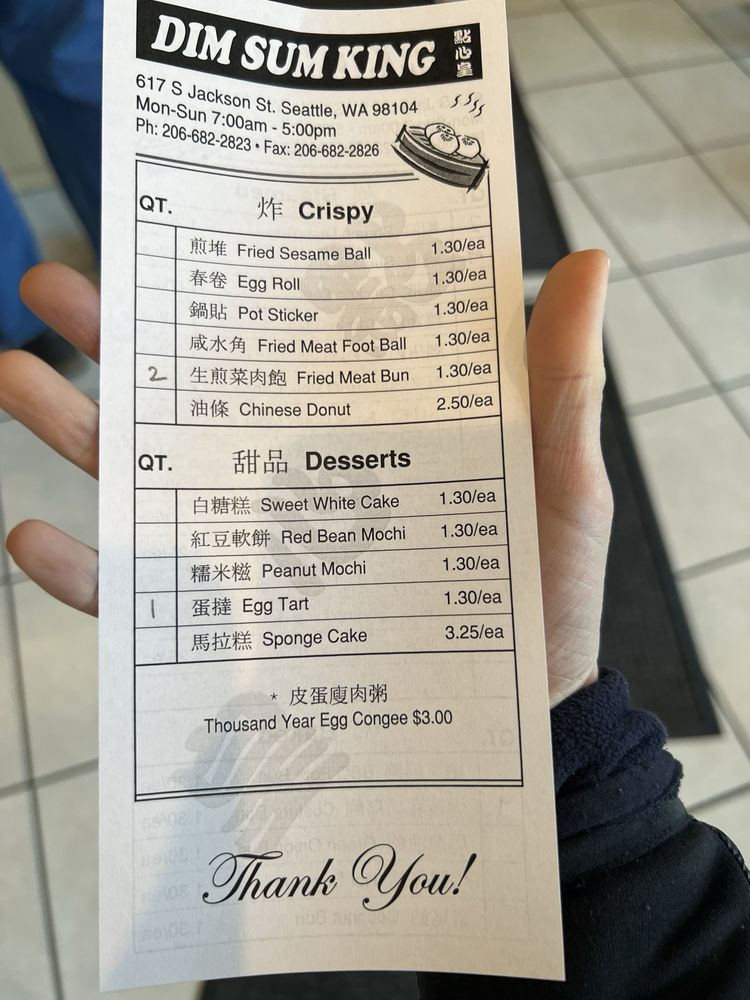 DIM SUM KING 點心皇
617 S Jackson St. Seattle, WA 98104
Mon-Sun 7:00am - 5:00pm
Ph: 206-682-2823 • Fax: 206-682-2826
QT. 炸 Crispy
煎堆 Fried Sesame Ball 1.30/ea
春卷 Egg Roll 1.30/ea
鍋貼 Pot Sticker 1.30/ea
咸水角 Fried Meat Foot Ball 1.30/ea
2 生煎菜肉飽 Fried Meat Bun 1.30/ea
油條 Chinese Donut 2.50/ea
QT. 甜品 Desserts
白糖糕 Sweet White Cake 1.30/ea
紅豆軟餅 Red Bean Mochi 1.30/ea
糯米糍 Peanut Mochi 1.30/ea
1 蛋撻 Egg Tart 1.30/ea
馬拉糕 Sponge Cake 3.25/ea
* 皮蛋廋肉粥
Thousand Year Egg Congee $3.00
Thank You!